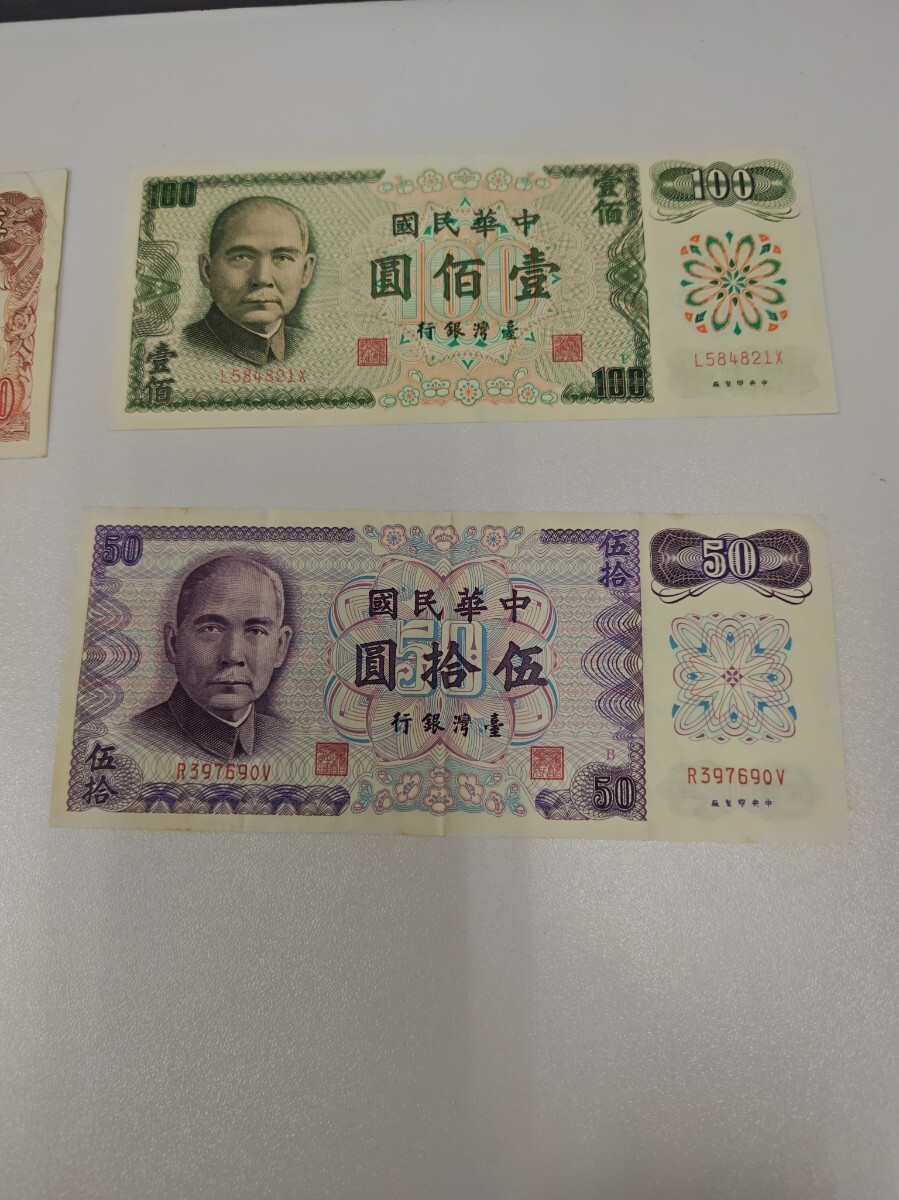 100
壹佰
100
中華民國
壹佰圓
臺灣銀行
L584821X
L584821X
中央印製廠
壹佰
100
50
伍拾
50
中華民國
伍拾圓
臺灣銀行
R397690V
B
R397690V
中央印製廠
伍拾
50